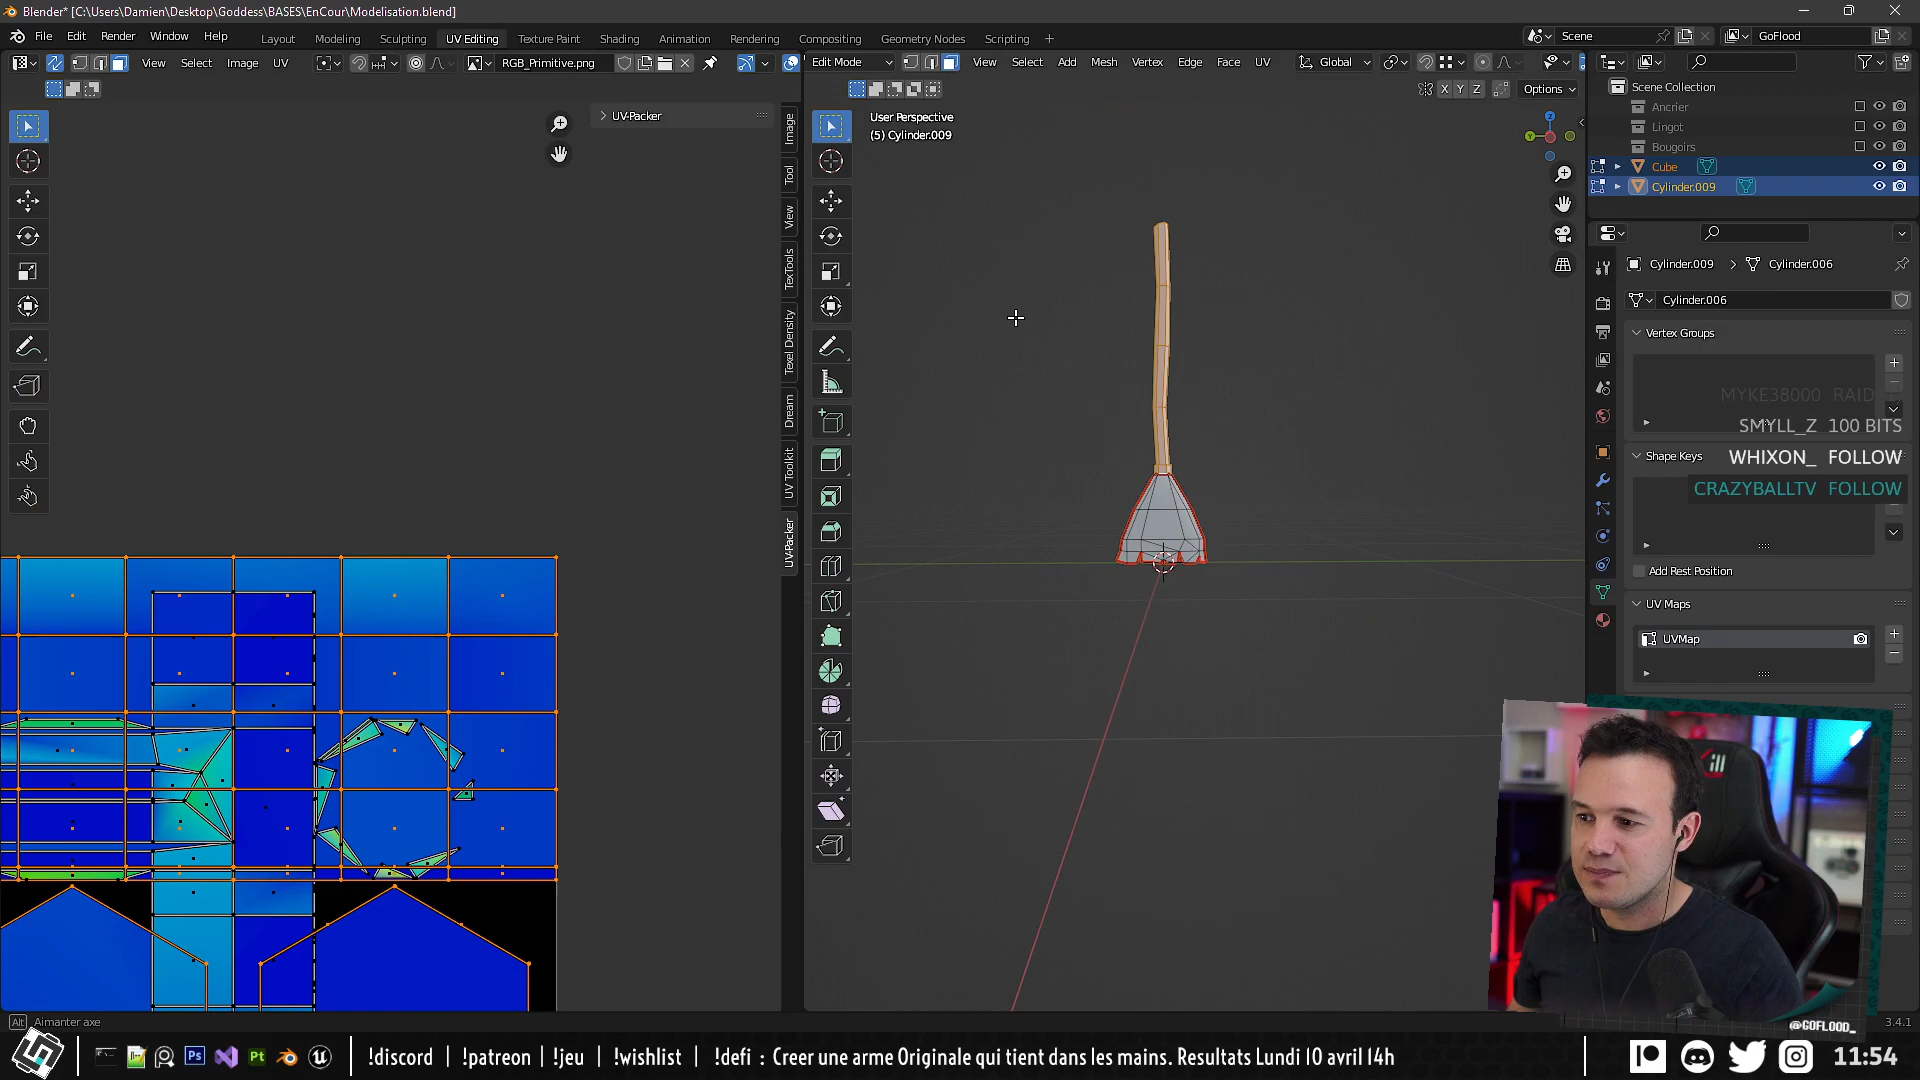 Blender* [C:\Users\Damien\Desktop\Goddess\BASES\EnCour\Modelisation.blend]
File Edit Render Window Help
Layout Modeling Sculpting UV Editing Texture Paint Shading Animation Rendering Compositing Geometry Nodes Scripting +
Scene
GoFlood
View Select Image UV
RGB_Primitive.png
Edit Mode
View Select Add Mesh Vertex Edge Face UV
Global
X Y Z
Options
UV-Packer
Image
Tool
View
TexTools
Texel Density
Dream
UV Toolkit
UV-Packer
User Perspective
(5) Cylinder.009
Z
Y
Scene Collection
Ancrier
Lingot
Bougoirs
Cube
Cylinder.009
Cylinder.009 > Cylinder.006
Cylinder.006
Vertex Groups
MYKE38000 RAID
SMYLL_Z 100 BITS
Shape Keys
WHIXON_ FOLLOW
CRAZYBALLTV FOLLOW
Add Rest Position
UV Maps
UVMap
Alt Aimanter axe
3.4.1
@GOFLOOD_
Ps
Pt
!discord | !patreon | !jeu | !wishlist | !defi : Creer une arme Originale qui tient dans les mains. Resultats Lundi 10 avril 14h
11:54